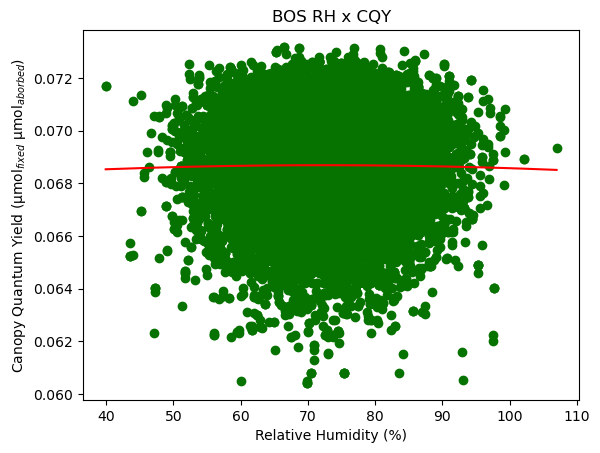 BOS RH x CQY
Canopy Quantum Yield (µmol_fixed µmol_aborbed)
0.072
0.070
0.068
0.066
0.064
0.062
0.060
40 50 60 70 80 90 100 110
Relative Humidity (%)